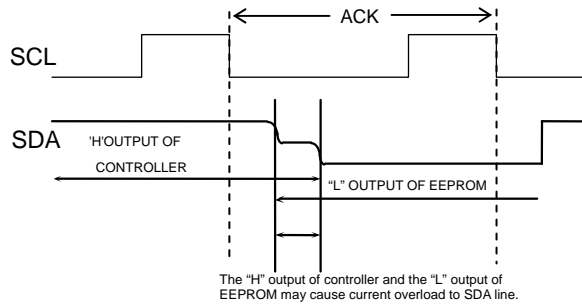 ACK
SCL
SDA
'H'OUTPUT OF
CONTROLLER
“L” OUTPUT OF EEPROM
The “H” output of controller and the “L” output of
EEPROM may cause current overload to SDA line.